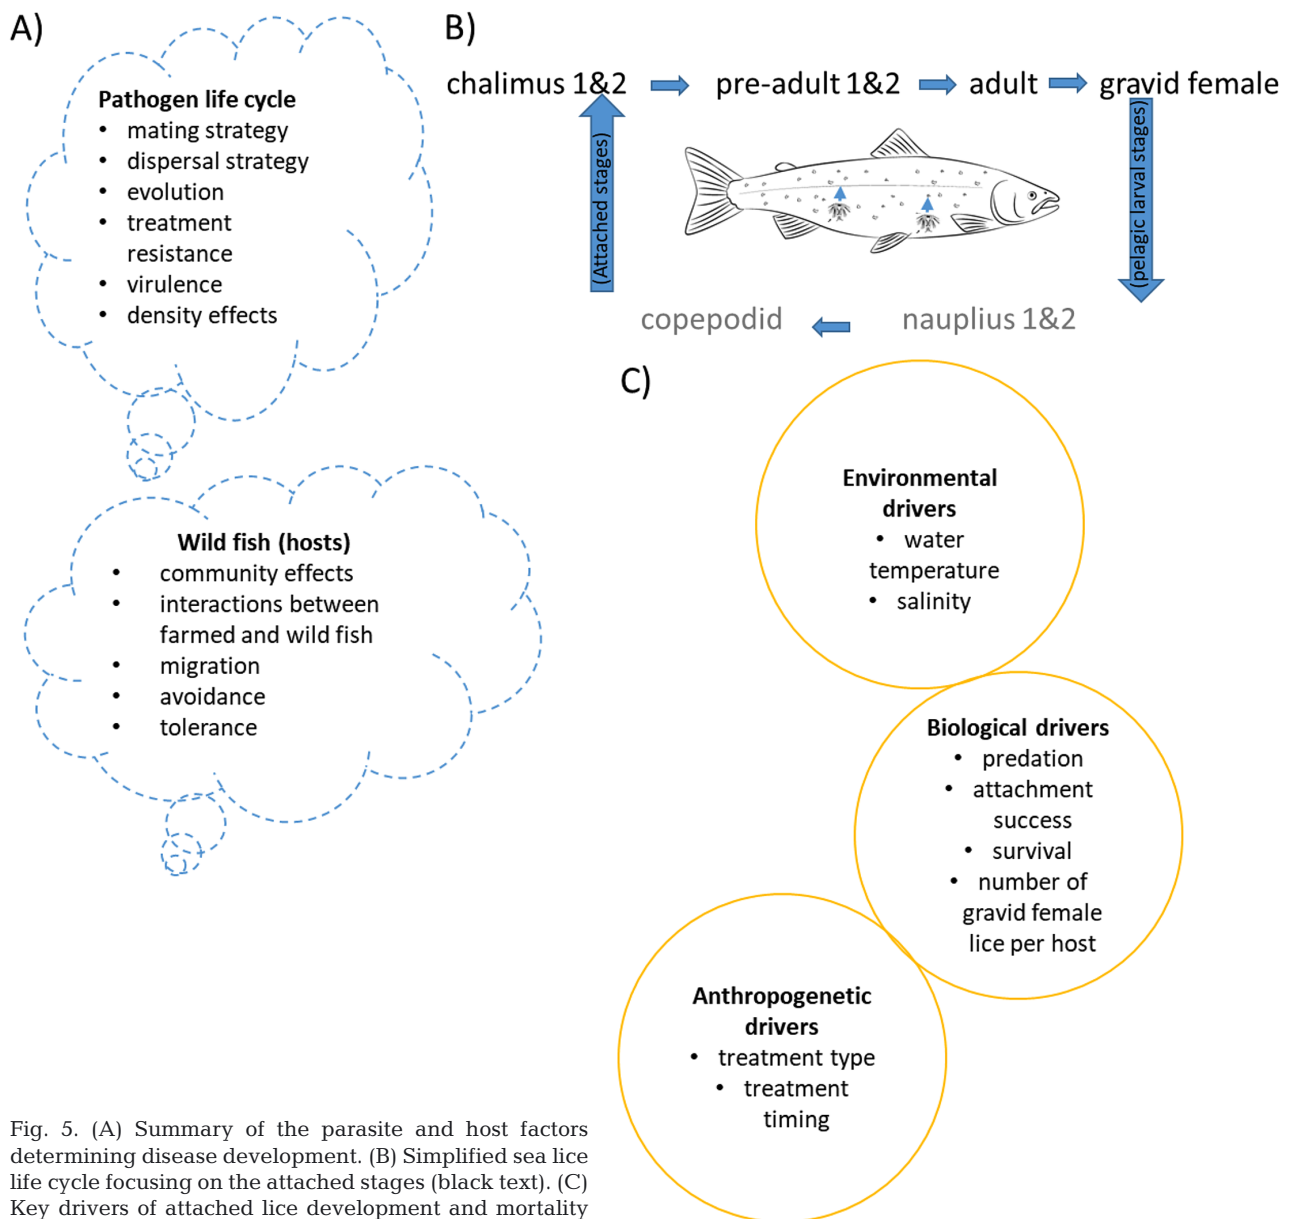 A)
Pathogen life cycle
• mating strategy
• dispersal strategy
• evolution
• treatment
resistance
• virulence
• density effects
Wild fish (hosts)
• community effects
• interactions between
farmed and wild fish
• migration
• avoidance
• tolerance
B)
chalimus 1&2
pre-adult 1&2
adult
gravid female
(Attached stages)
(pelagic larval stages)
copepodid
nauplius 1&2
C)
Environmental
drivers
• water
temperature
• salinity
Biological drivers
• predation
• attachment
success
• survival
• number of
gravid female
lice per host
Anthropogenetic
drivers
• treatment type
• treatment
timing
Fig. 5. (A) Summary of the parasite and host factors
determining disease development. (B) Simplified sea lice
life cycle focusing on the attached stages (black text). (C)
Key drivers of attached lice development and mortality